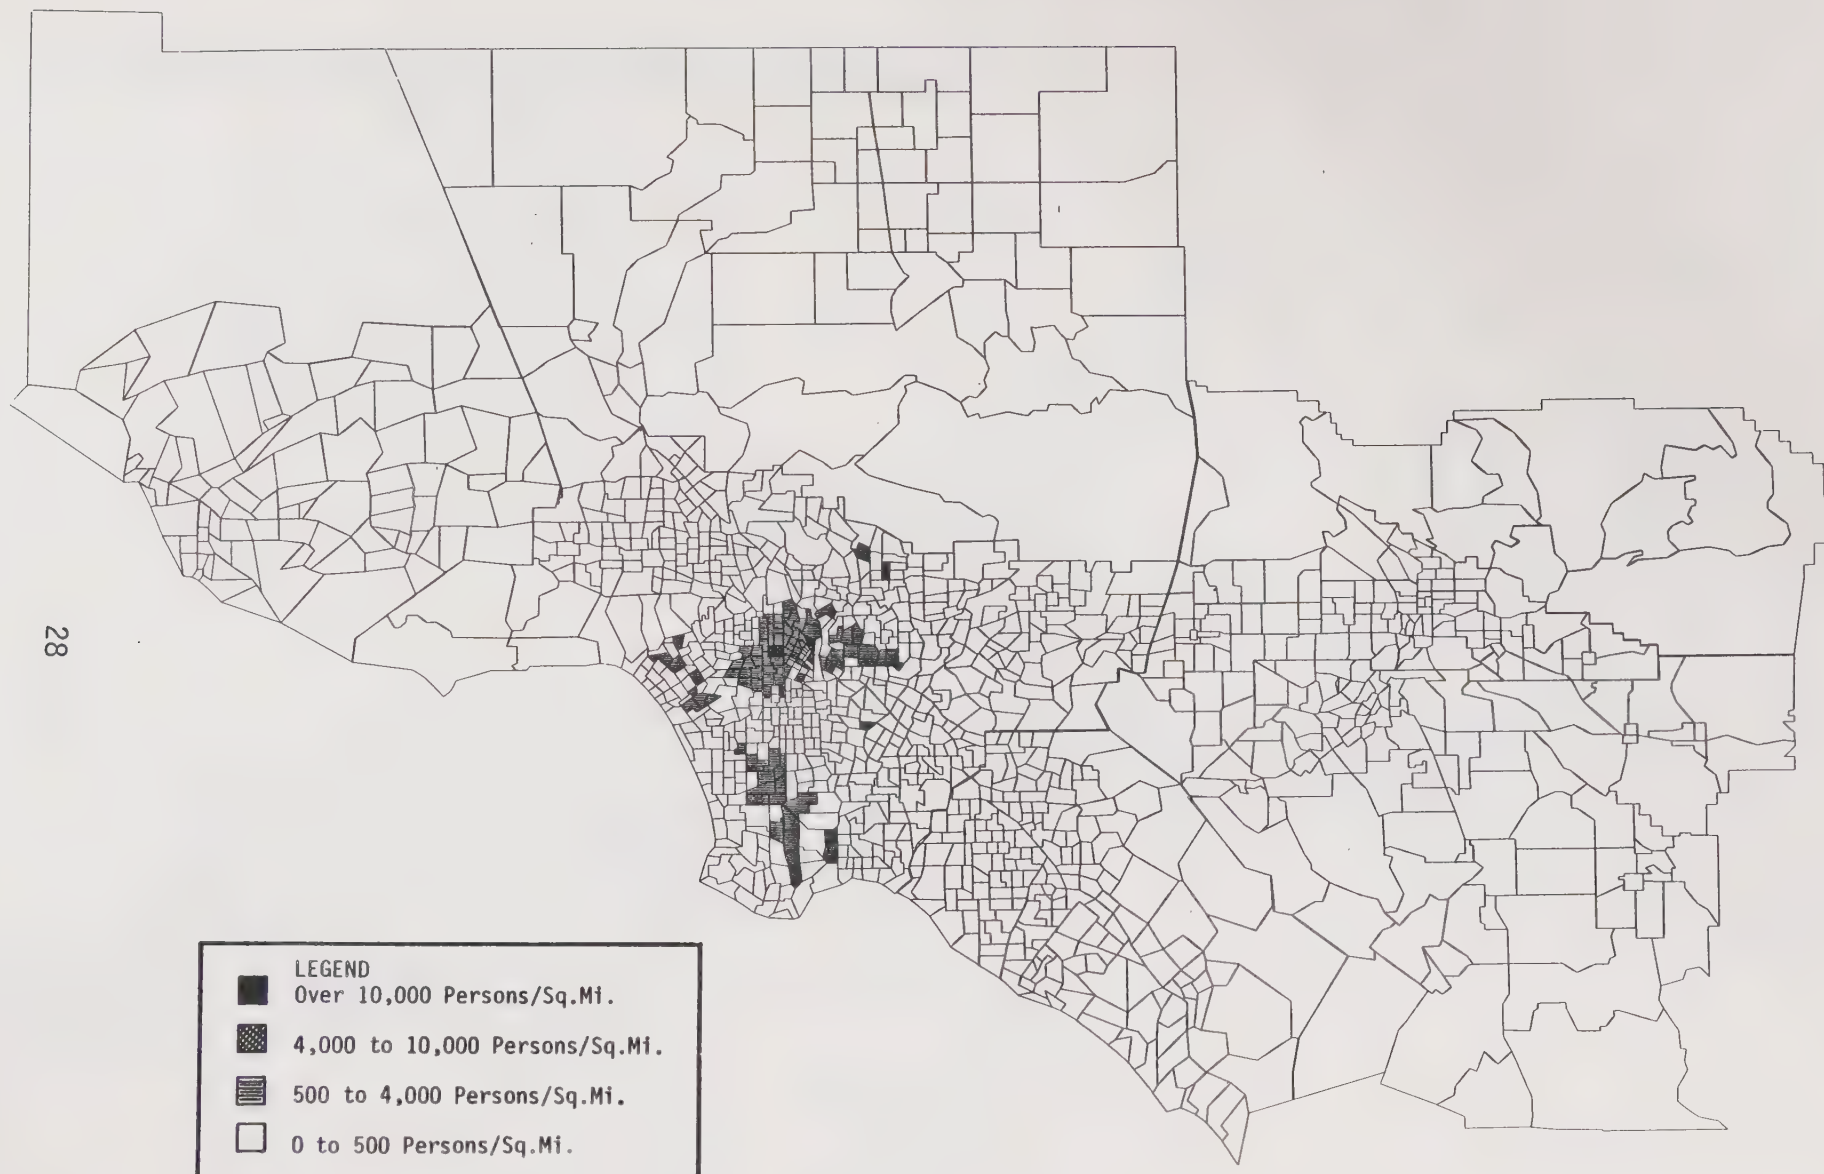 28
LEGEND
Over 10,000 Persons/Sq.Mi.
4,000 to 10,000 Persons/Sq.Mi.
500 to 4,000 Persons/Sq.Mi.
0 to 500 Persons/Sq.Mi.